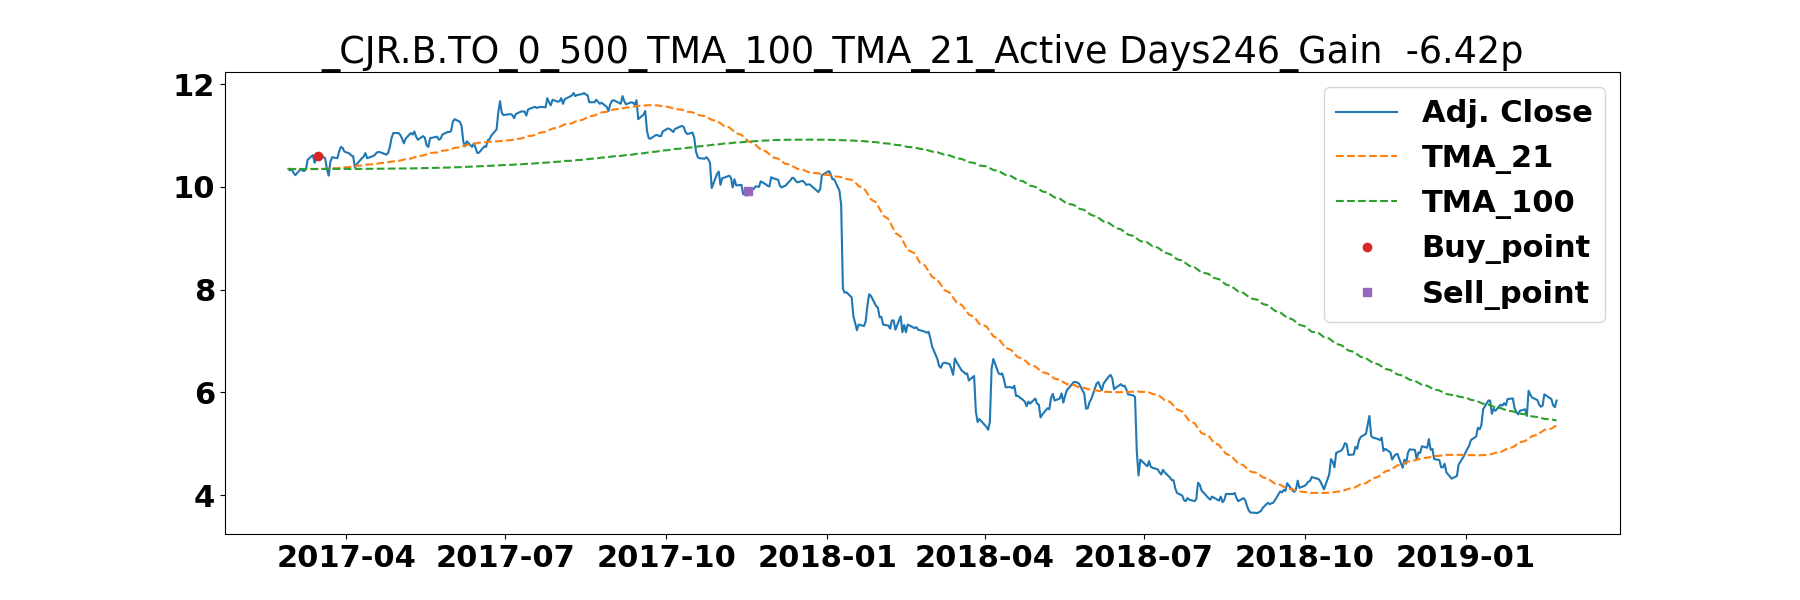 _CJR.B.TO_0_500_TMA_100_TMA_21_Active Days246_Gain  -6.42p
12
10
8
6
4
Adj. Close
TMA_21
TMA_100
Buy_point
Sell_point
2017-04 2017-07 2017-10 2018-01 2018-04 2018-07 2018-10 2019-01